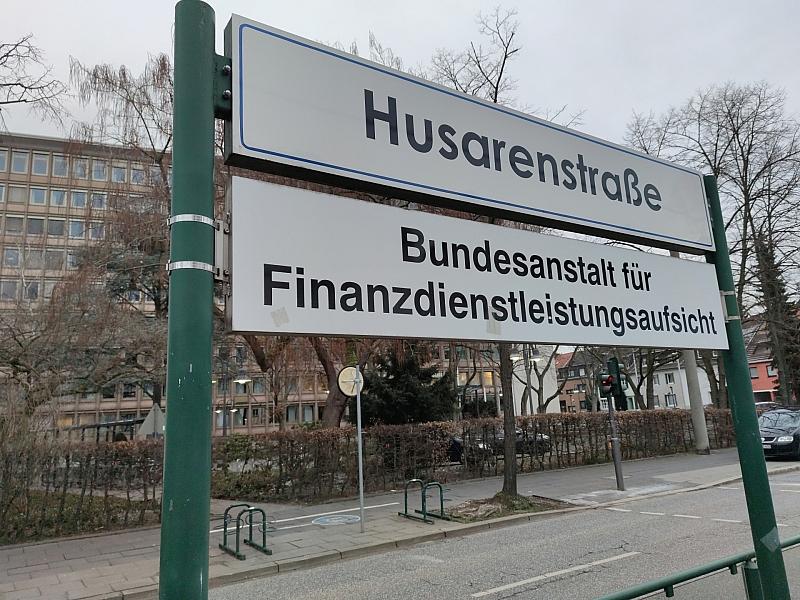 Husarenstraße
Bundesanstalt für
Finanzdienstleistungsaufsicht